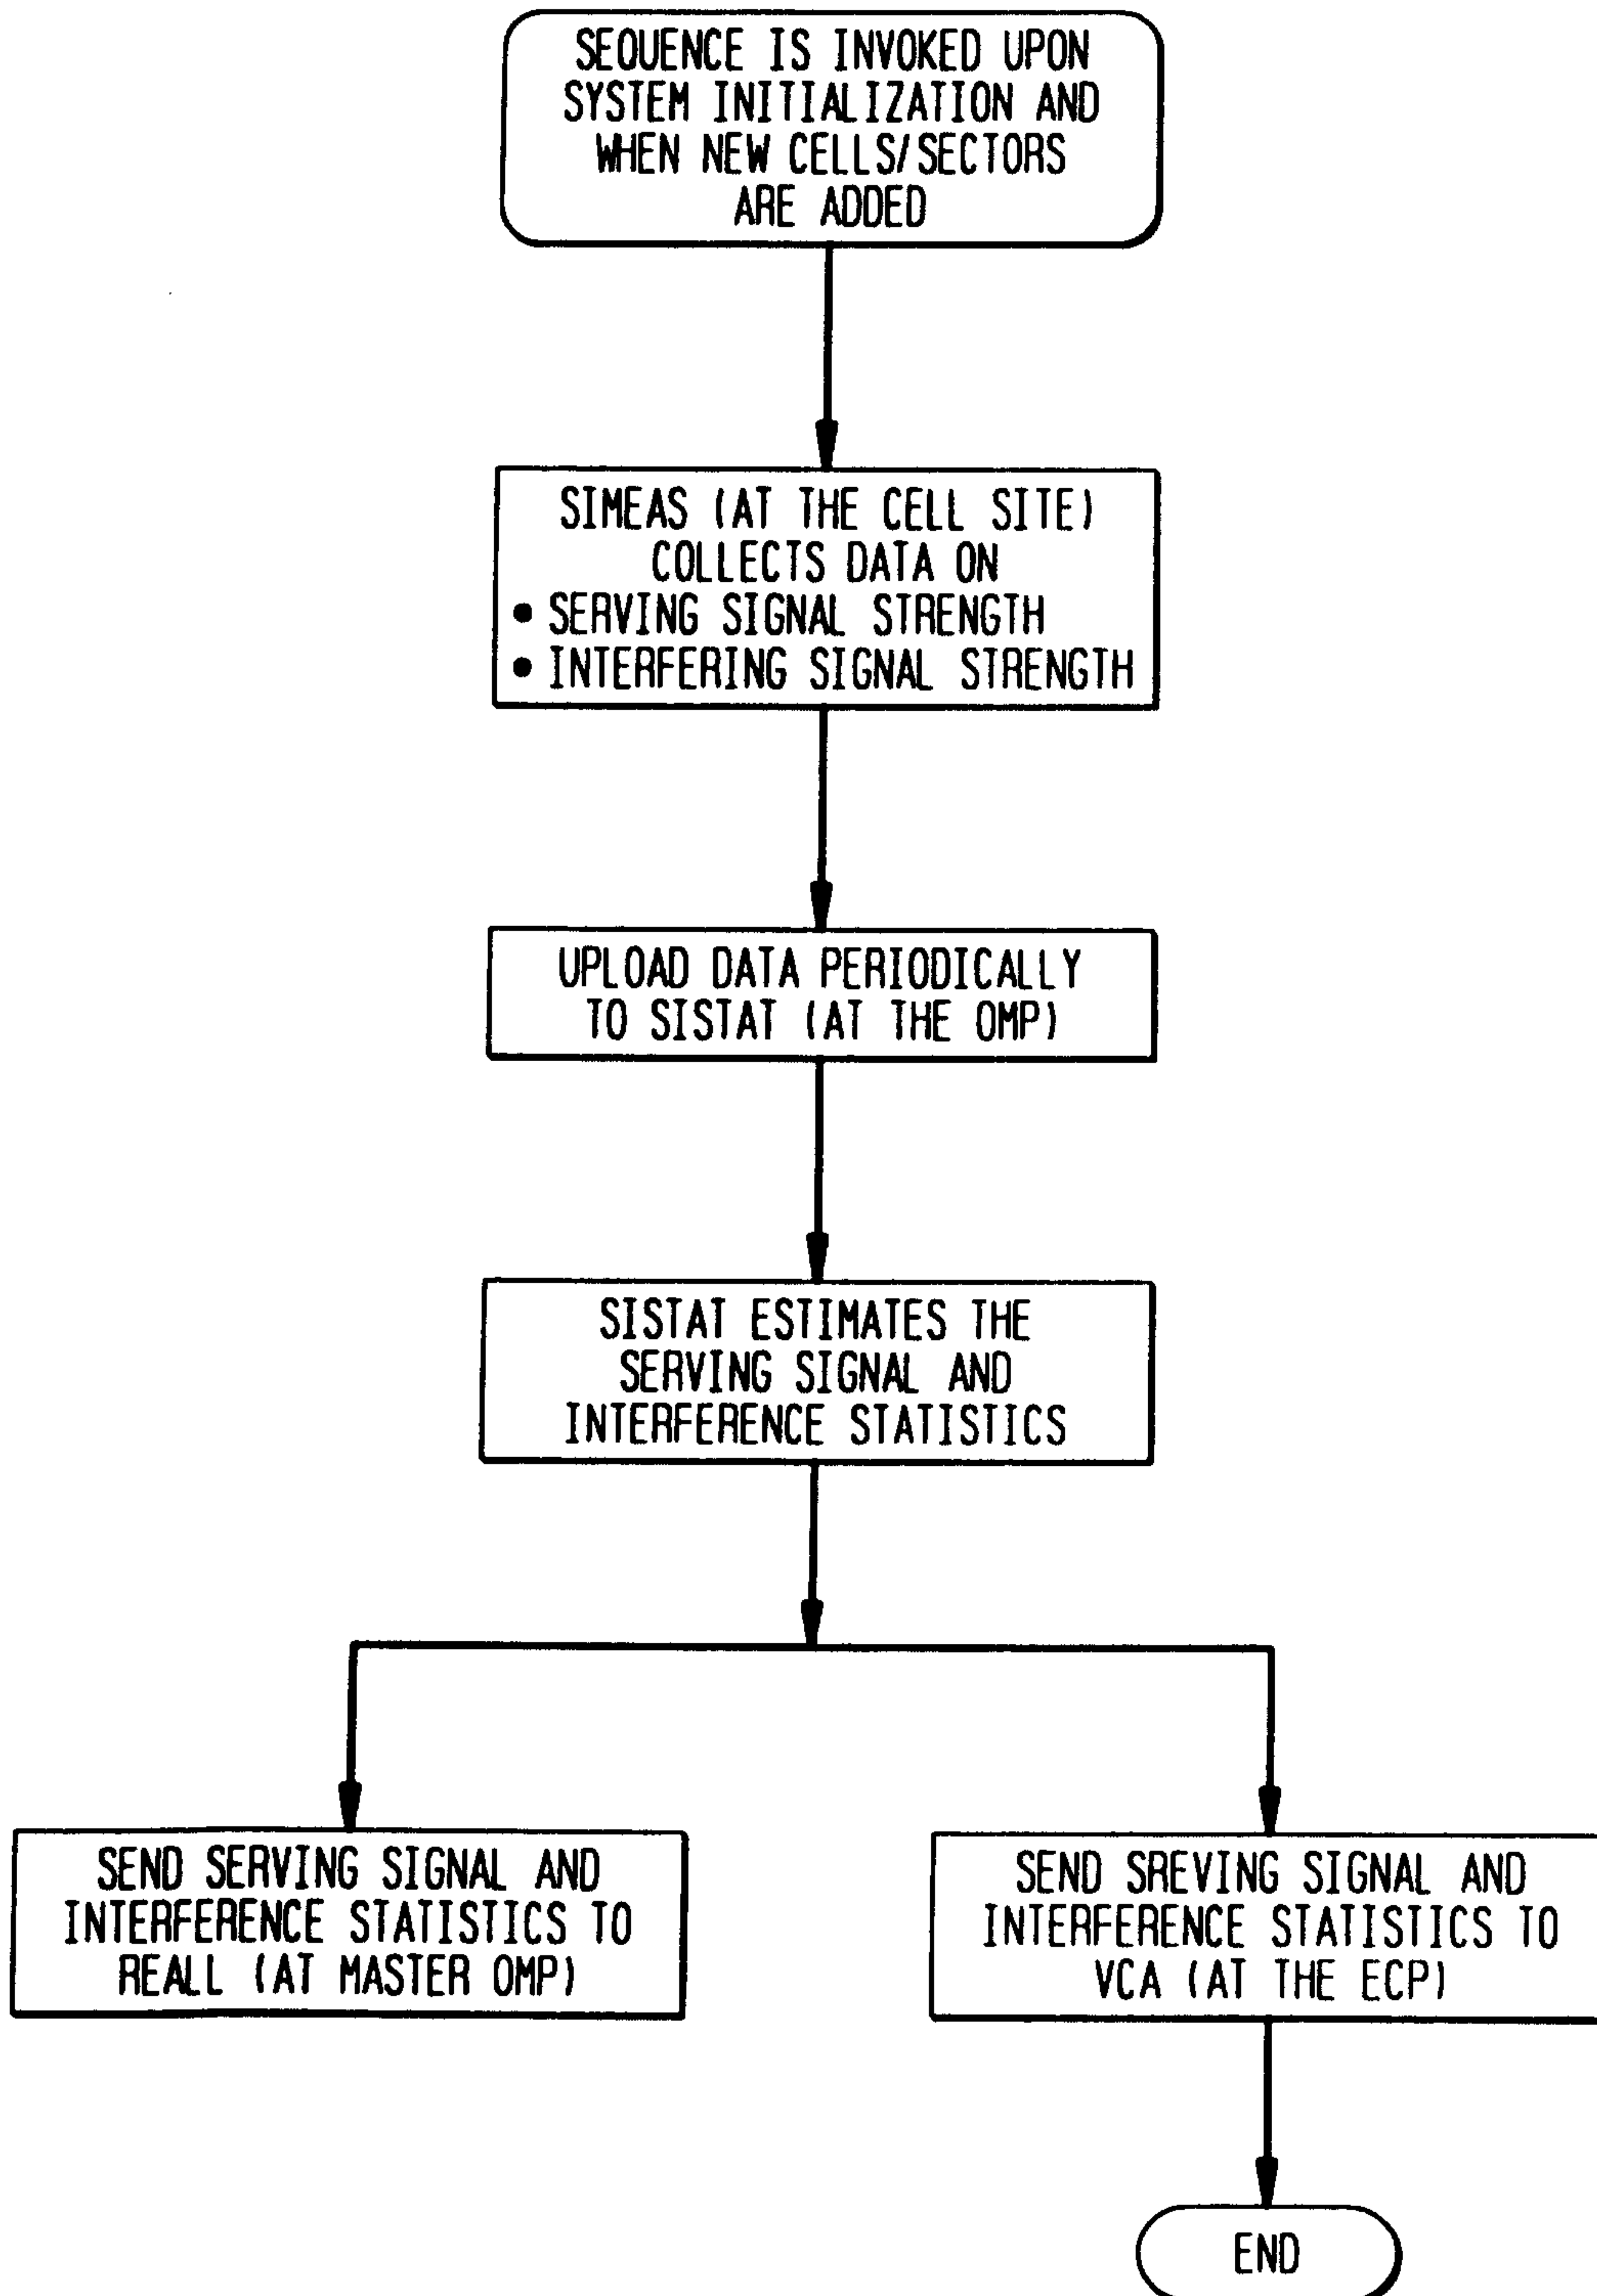 SEQUENCE IS INVOKED UPON
SYSTEM INITIALIZATION AND
WHEN NEW CELLS/SECTORS
ARE ADDED
SIMEAS (AT THE CELL SITE)
COLLECTS DATA ON
• SERVING SIGNAL STRENGTH
• INTERFERING SIGNAL STRENGTH
UPLOAD DATA PERIODICALLY
TO SISTAT (AT THE OMP)
SISTAT ESTIMATES THE
SERVING SIGNAL AND
INTERFERENCE STATISTICS
SEND SERVING SIGNAL AND
INTERFERENCE STATISTICS TO
REALL (AT MASTER OMP)
SEND SREVING SIGNAL AND
INTERFERENCE STATISTICS TO
VCA (AT THE ECP)
END